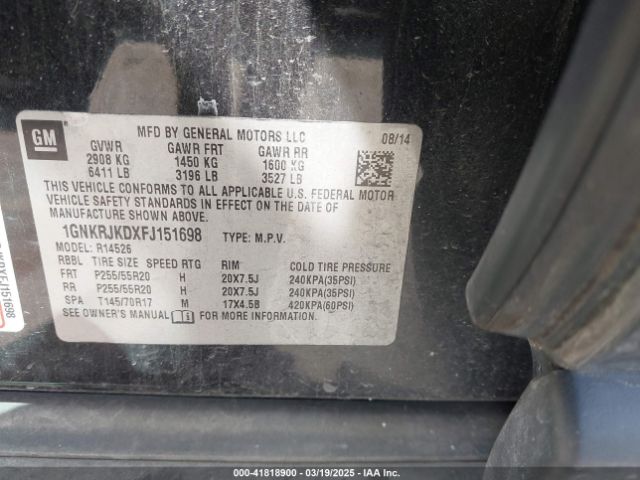 GM
MFD BY GENERAL MOTORS LLC 08/14
GVWR GAWR FRT GAWR RR
2908 KG 1450 KG 1600 KG
6411 LB 3196 LB 3527 LB
THIS VEHICLE CONFORMS TO ALL APPLICABLE U.S. FEDERAL MOTOR
VEHICLE SAFETY STANDARDS IN EFFECT ON THE DATE OF
MANUFACTURE SHOWN ABOVE.
1GNKRJKDXFJ151698 TYPE: M.P.V.
MODEL: R14526
RBBL TIRE SIZE SPEED RTG RIM COLD TIRE PRESSURE
FRT P255/55R20 H 20X7.5J 240KPA(35PSI)
RR P255/55R20 H 20X7.5J 240KPA(35PSI)
SPA T145/70R17 M 17X4.5B 420KPA(60PSI)
SEE OWNER'S MANUAL FOR MORE INFORMATION.
000-41818900 - 03/19/2025 - IAA Inc.